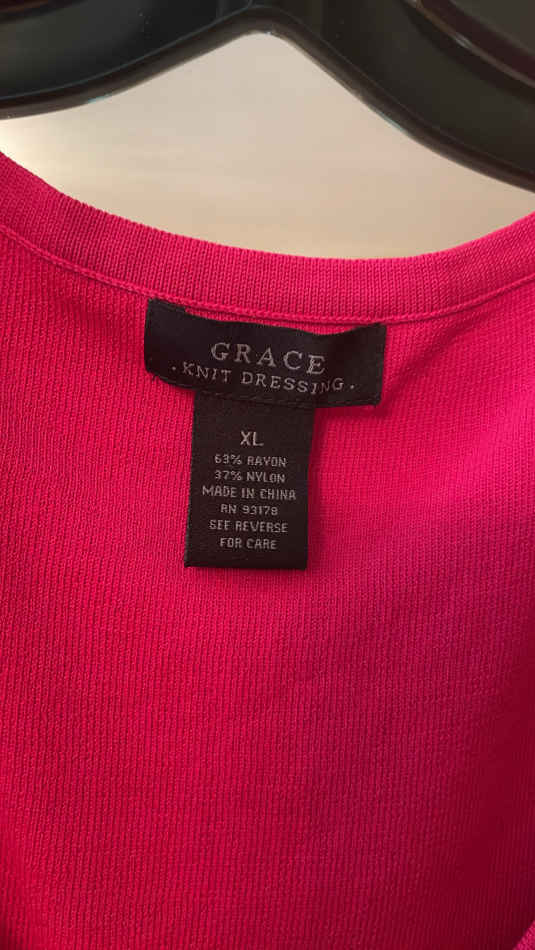 GRACE
· KNIT DRESSING ·
XL
63% RAYON
37% NYLON
MADE IN CHINA
RN 93178
SEE REVERSE
FOR CARE